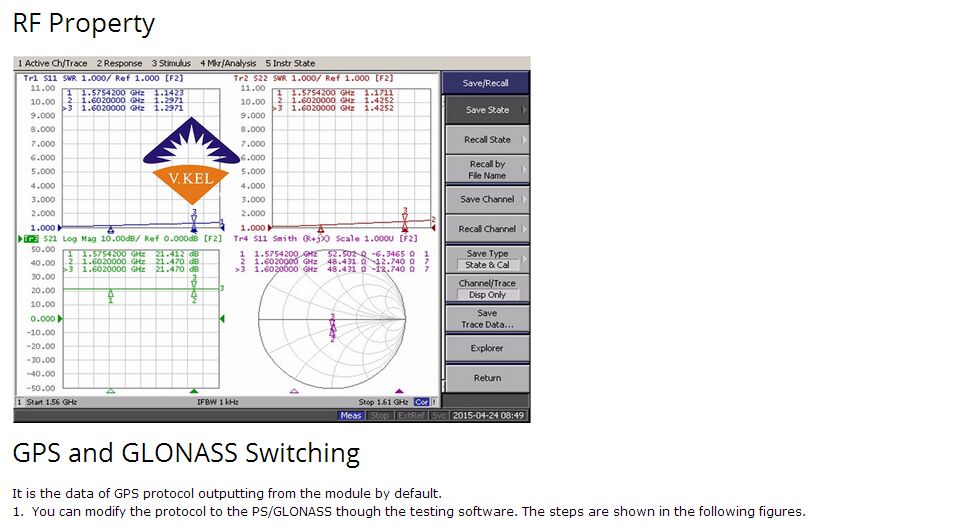 RF Property
1 Active Ch/Trace 2 Response 3 Stimulus 4 Mkr/Analysis 5 Instr State
Tr1 S11 SWR 1.000/ Ref 1.000 [F2]
11.00
10.00
9.000
8.000
7.000
6.000
5.000
4.000
3.000
2.000
1.000
1 1.5754200 GHz 1.1423
2 1.6020000 GHz 1.2971
>3 1.6020000 GHz 1.2971
3
1
V.KEL
Tr2 S22 SWR 1.000/ Ref 1.000 [F2]
11.00
10.00
9.000
8.000
7.000
6.000
5.000
4.000
3.000
2.000
1.000
1 1.5754200 GHz 1.1711
2 1.6020000 GHz 1.4252
>3 1.6020000 GHz 1.4252
3
2
Tr3 S21 Log Mag 10.00dB/ Ref 0.000dB [F2]
50.00
40.00
30.00
20.00
10.00
0.000
-10.00
-20.00
-30.00
-40.00
-50.00
1 1.5754200 GHz 21.412 dB
2 1.6020000 GHz 21.470 dB
>3 1.6020000 GHz 21.470 dB
3
1
2
3
Tr4 S11 Smith (R+jX) Scale 1.000U [F2]
1 1.5754200 GHz 52.502 Ω -6.3465 Ω 1
2 1.6020000 GHz 48.431 Ω -12.740 Ω 7
>3 1.6020000 GHz 48.431 Ω -12.740 Ω 7
3
2
1 Start 1.56 GHz IFBW 1 kHz Stop 1.61 GHz Cor !
Meas Stop ExtRef Svc 2015-04-24 08:49
Save/Recall
Save State
Recall State
Recall by
File Name
Save Channel
Recall Channel
Save Type
State & Cal
Channel/Trace
Disp Only
Save
Trace Data...
Explorer
Return
GPS and GLONASS Switching
It is the data of GPS protocol outputting from the module by default.
1. You can modify the protocol to the PS/GLONASS though the testing software. The steps are shown in the following figures.